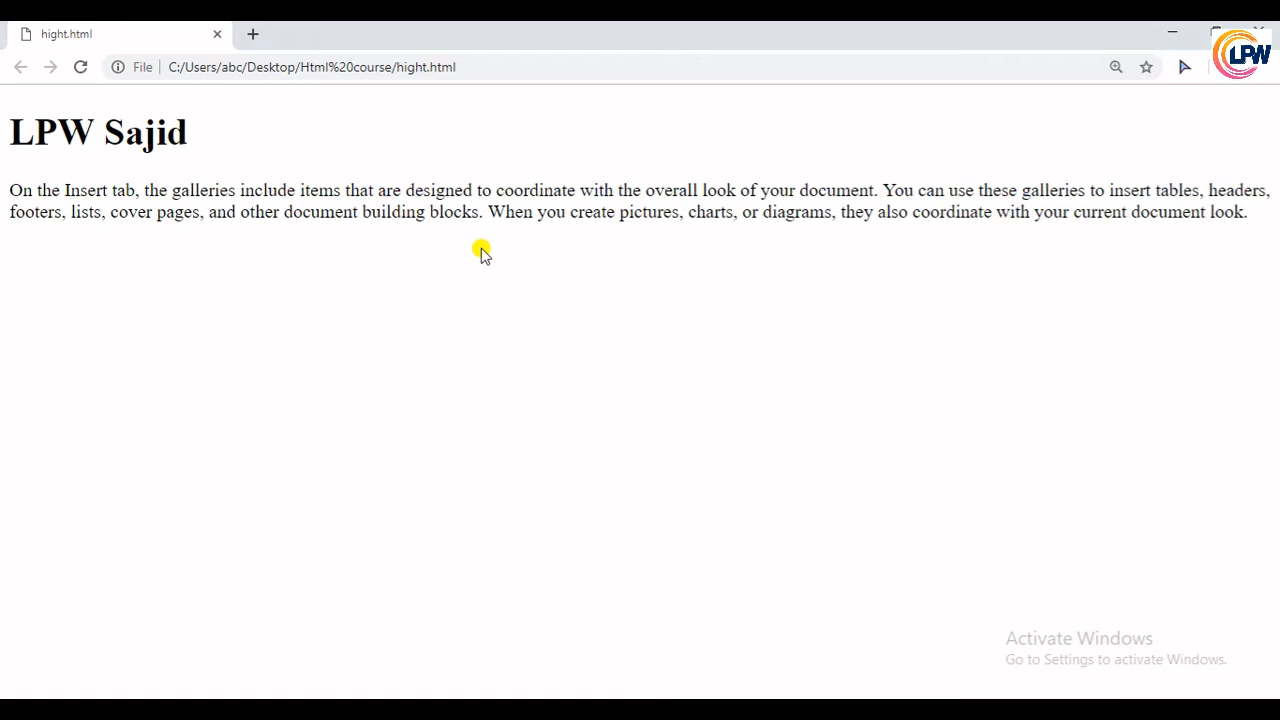 hight.html
File
C:/Users/abc/Desktop/Html%20course/hight.html
LPW
LPW Sajid
On the Insert tab, the galleries include items that are designed to coordinate with the overall look of your document. You can use these galleries to insert tables, headers,
footers, lists, cover pages, and other document building blocks. When you create pictures, charts, or diagrams, they also coordinate with your current document look.
Activate Windows
Go to Settings to activate Windows.